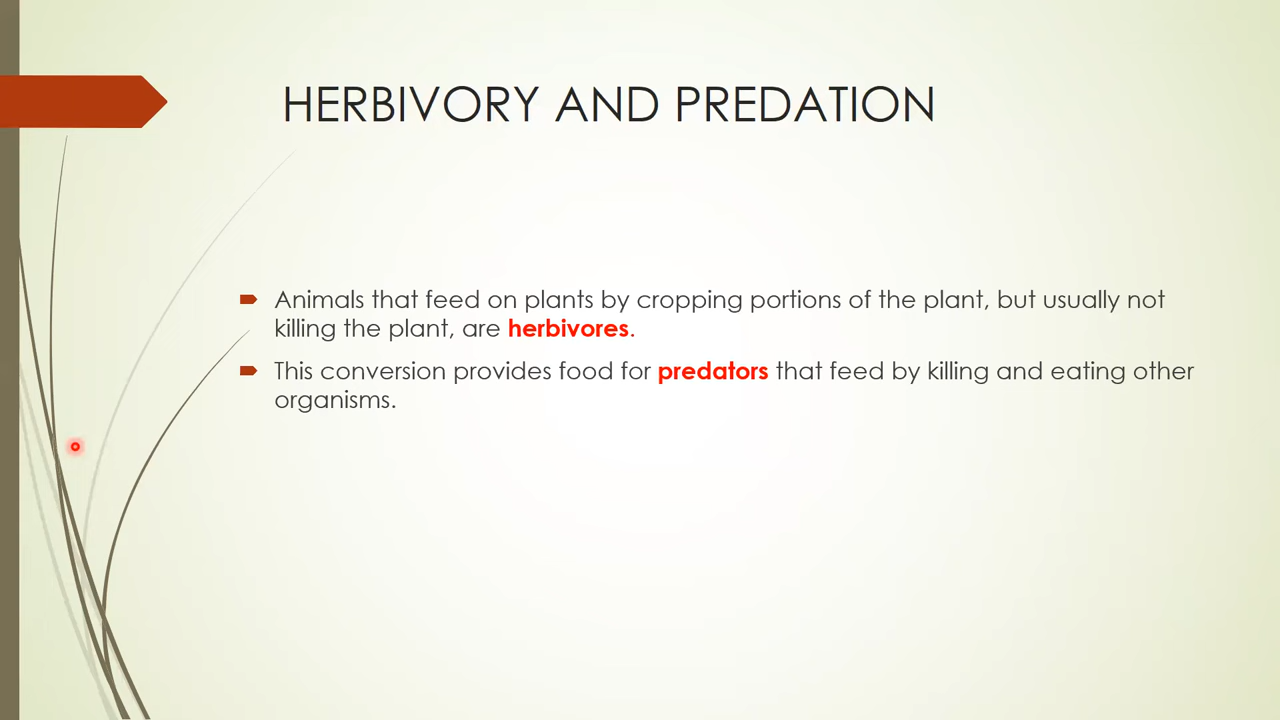 HERBIVORY AND PREDATION
Animals that feed on plants by cropping portions of the plant, but usually not
killing the plant, are herbivores.
This conversion provides food for predators that feed by killing and eating other
organisms.